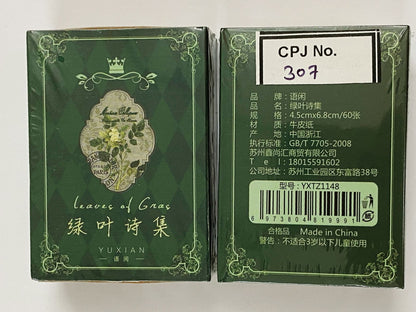 Leaves of Gras
绿叶诗集
YUXIAN
语闲
CPJ No.
307
品 牌：语闲
品 名：绿叶诗集
规 格：4.5cmx6.8cm/60张
材 质：牛皮纸
产 地：中国浙江
执行标准：GB/T 7705-2008
苏州鑫尚汇商贸有限公司
T e l：18015591602
地 址：苏州工业园区东富路38号
型号：YXTZ1148
6973804819991
合格品 Made in China
警告：不适合3岁以下儿童使用